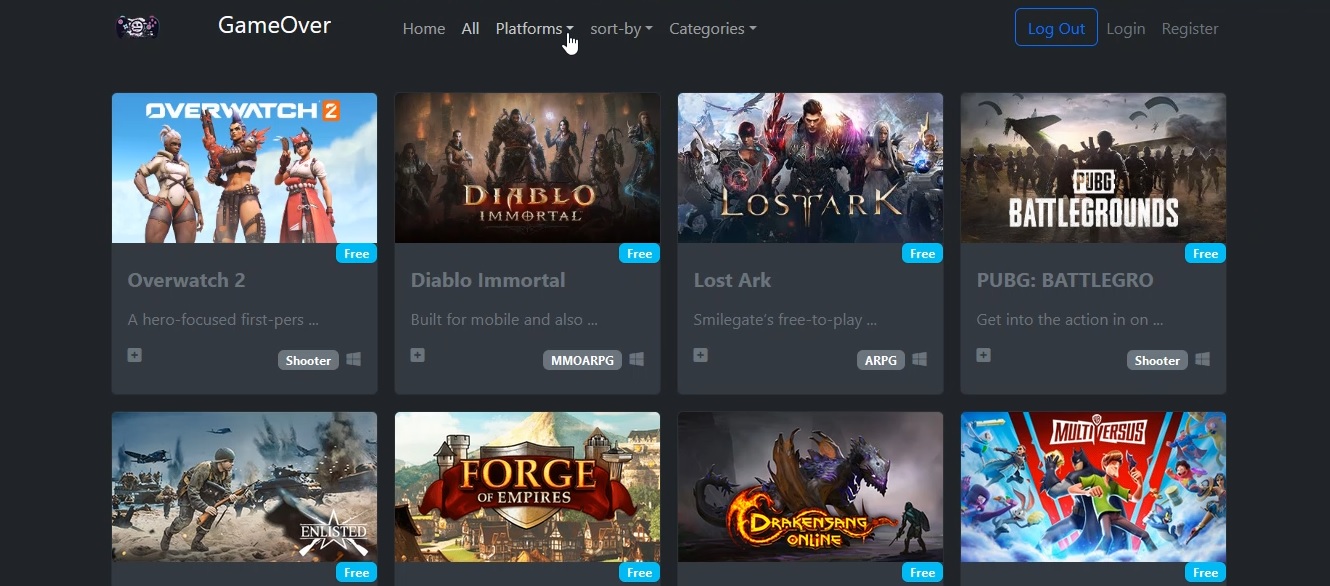 GameOver Home All Platforms sort-by Categories Log Out Login Register
OVERWATCH 2
DIABLO
IMMORTAL
LOST ARK
PUBG
BATTLEGROUNDS
Free Free Free Free
Overwatch 2 Diablo Immortal Lost Ark PUBG: BATTLEGRO
A hero-focused first-pers ... Built for mobile and also ... Smilegate's free-to-play ... Get into the action in on ...
Shooter MMOARPG ARPG Shooter
ENLISTED
FORGE
OF EMPIRES
DRAKENSANG
ONLINE
MULTIVERSUS
Free Free Free Free